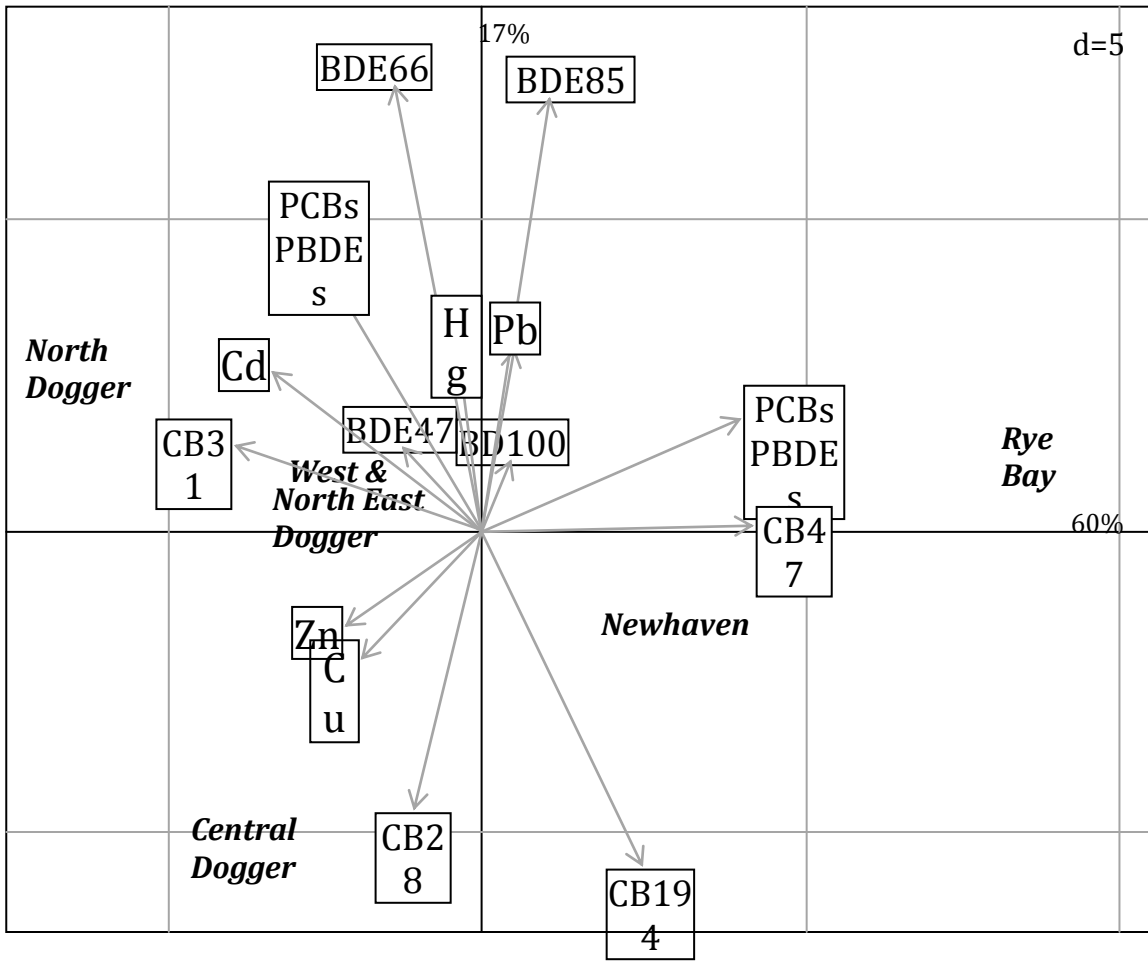 17%
d=5
BDE66
BDE85
PCBs
PBDE
s
H
g
Pb
North
Dogger
Cd
BDE47
BD100
CB3
1
West &
North East
Dogger
PCBs
PBDE
s
Rye
Bay
60%
CB4
7
Zn
C
u
Newhaven
Central
Dogger
CB2
8
CB19
4